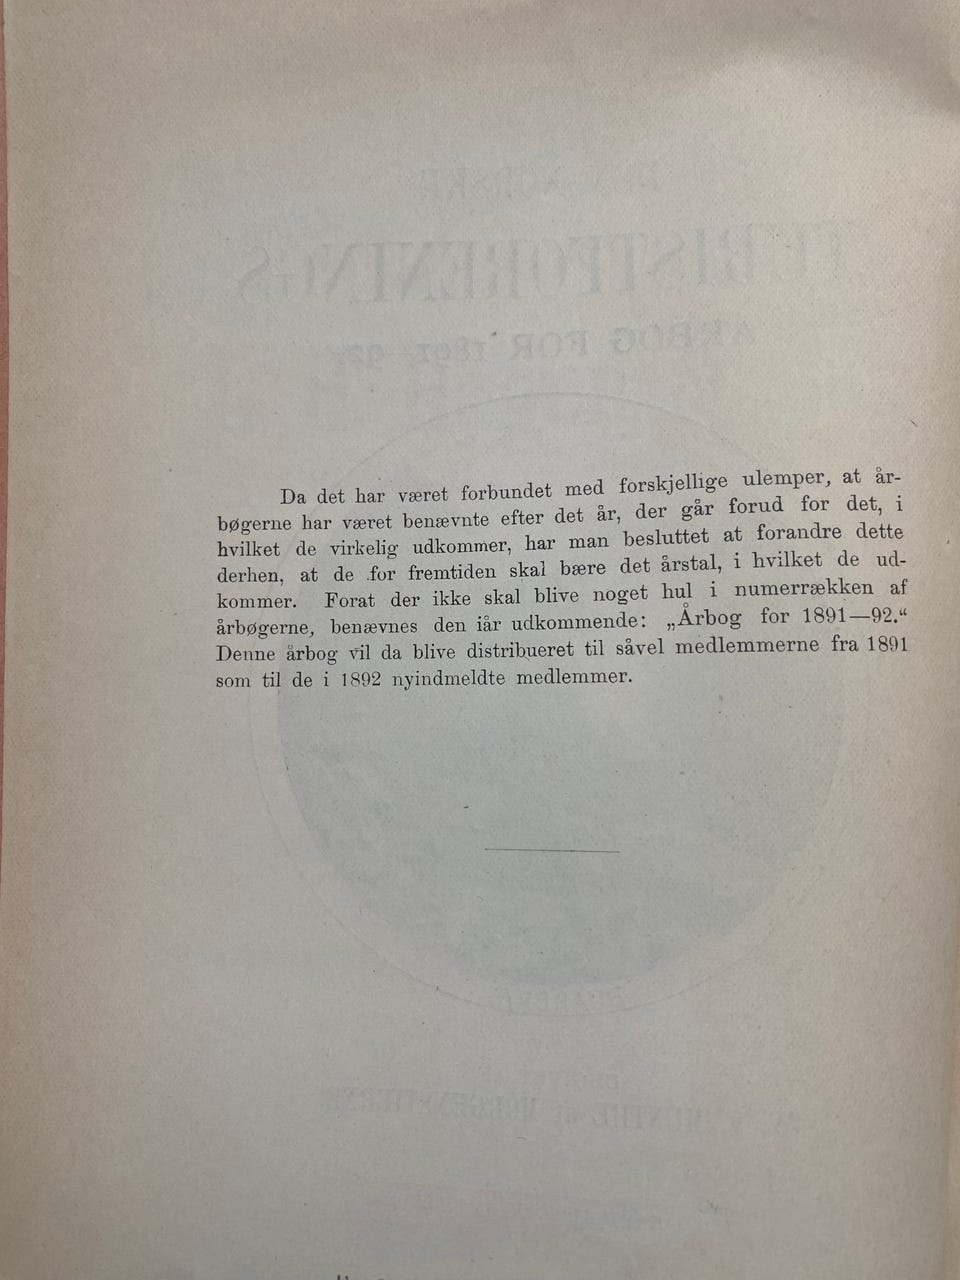 Da det har været forbundet med forskjellige ulemper, at år-
bøgerne har været benævnte efter det år, der går forud for det, i
hvilket de virkelig udkommer, har man besluttet at forandre dette
derhen, at de for fremtiden skal bære det årstal, i hvilket de ud-
kommer. Forat der ikke skal blive noget hul i numerrækken af
årbøgerne, benævnes den iår udkommende: „Årbog for 1891—92.“
Denne årbog vil da blive distribueret til såvel medlemmerne fra 1891
som til de i 1892 nyindmeldte medlemmer.